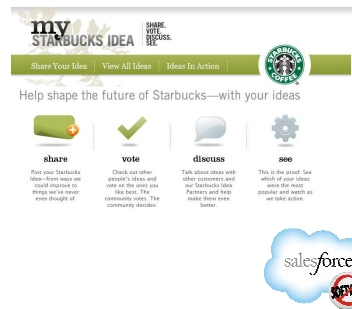 my
STARBUCKS IDEA
SHARE.
VOTE.
DISCUSS.
SEE.
Share Your Idea
View All Ideas
Ideas In Action
STARBUCKS
COFFEE
Help shape the future of Starbucks—with your ideas
share
Post your Starbucks
Idea—from ways we
could improve to
things we've never
even thought of.
vote
Check out other
people's ideas and
vote on the ones you
like best. The
community votes. The
community decides.
discuss
Talk about ideas with
other customers and
our Starbucks Idea
Partners and help
make them even
better.
see
This is the proof. See
which of your ideas
were the most
popular and watch as
we take action.
salesforce